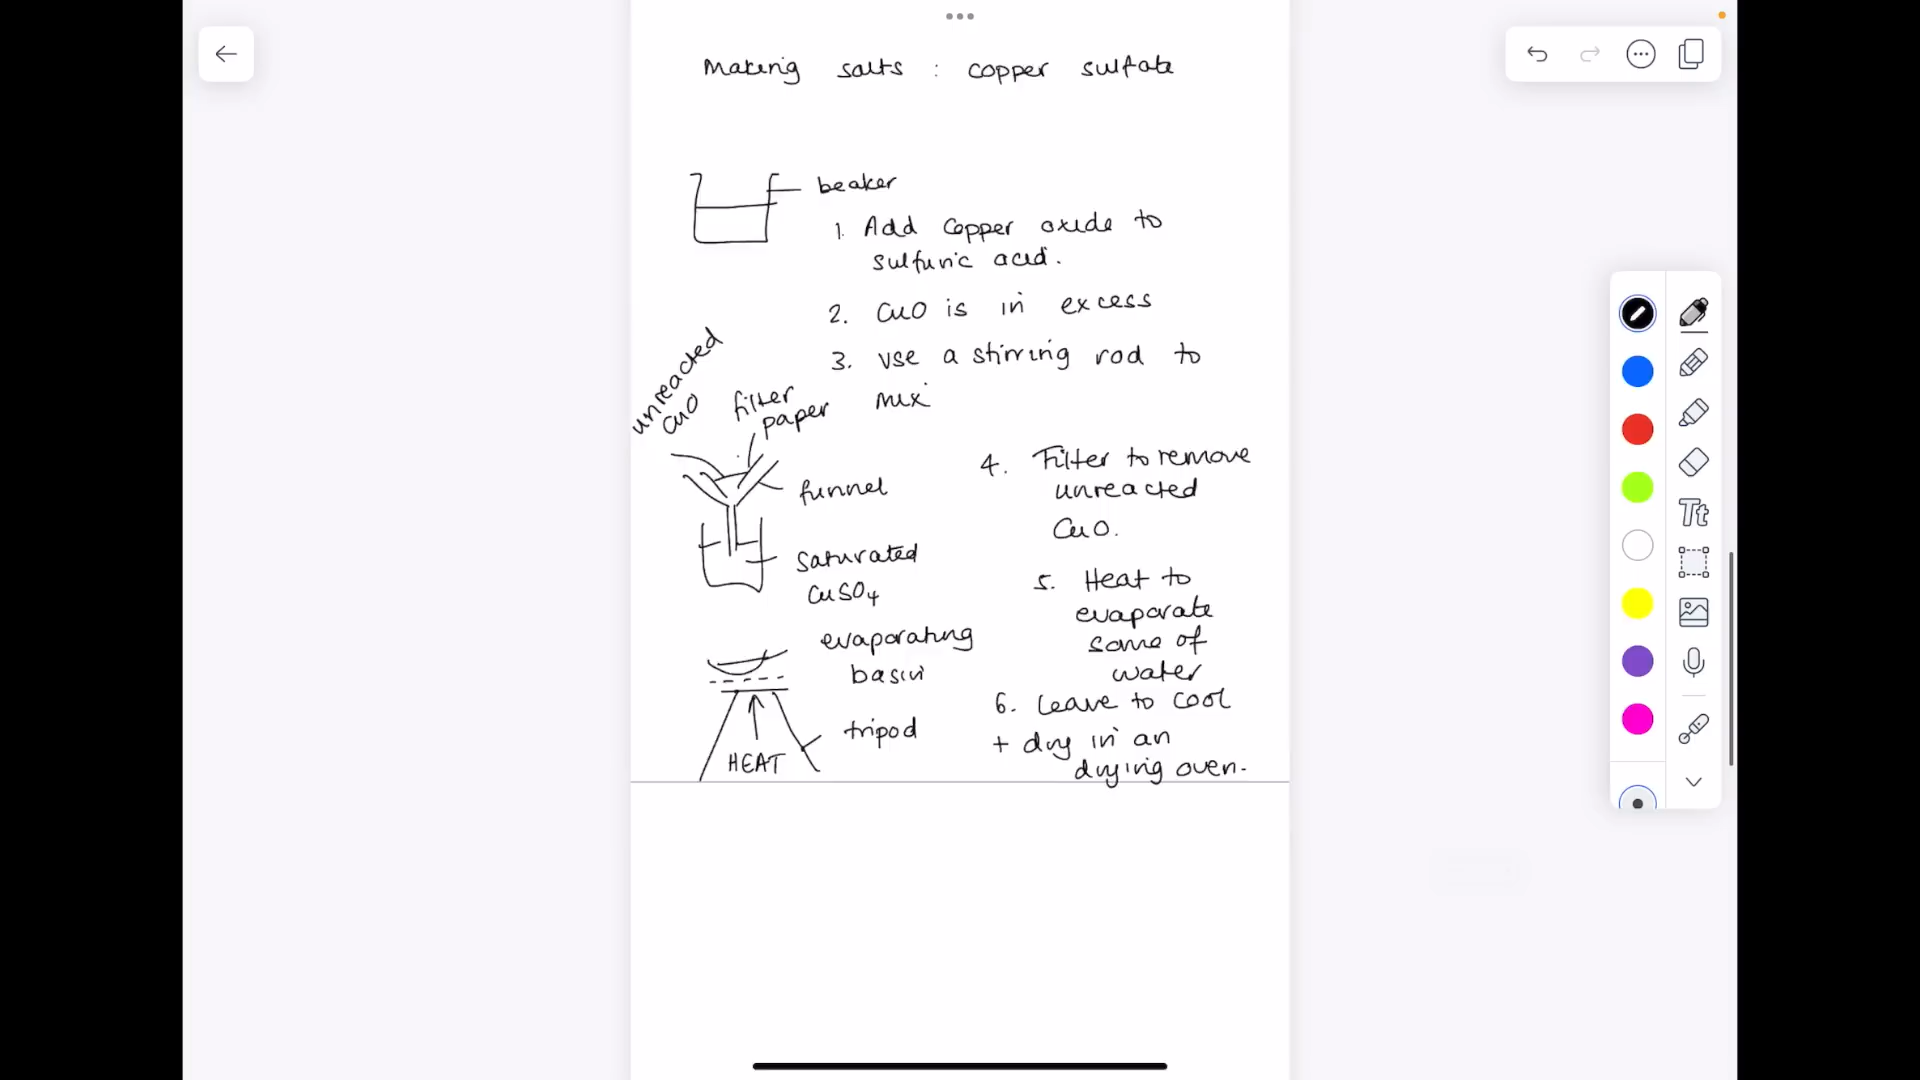 Making salts : copper sulfate
beaker
1. Add copper oxide to
sulfuric acid.
2. CuO is in excess
3. Use a stirring rod to
mix
unreacted
CuO
filter
paper
funnel
saturated
CuSO4
4. Filter to remove
unreacted
CuO.
5. Heat to
evaporate
some of
water
evaporating
basin
tripod
HEAT
6. Leave to cool
+ dry in an
drying oven.
Tt